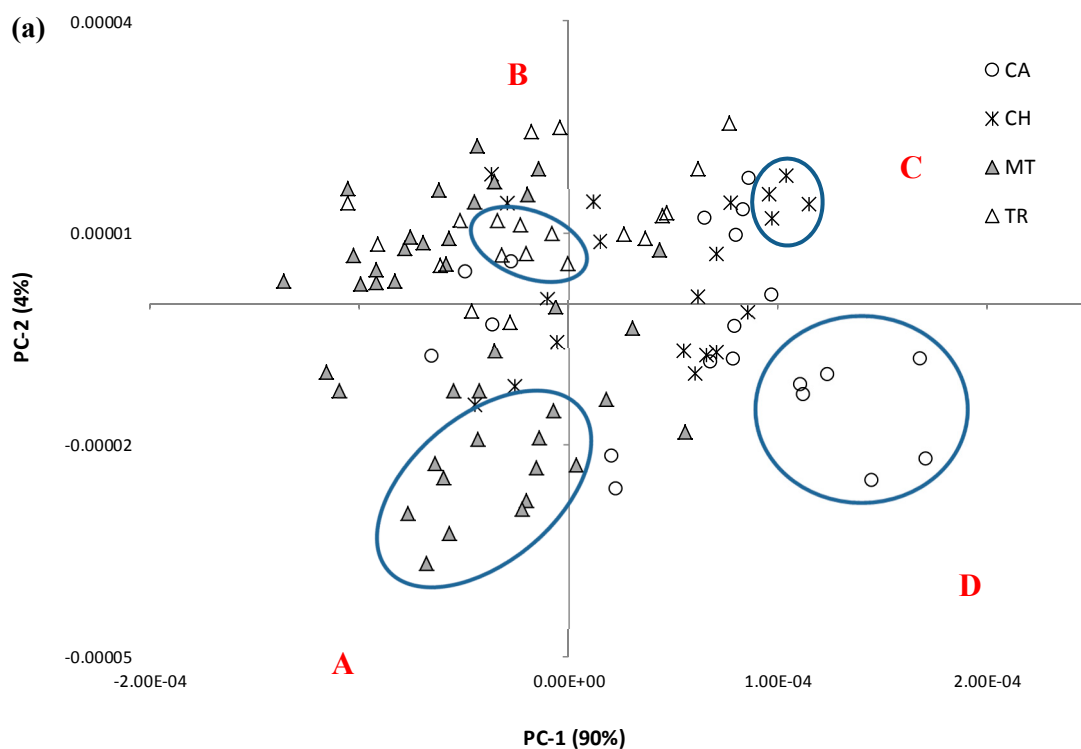 (a)
0.00004
B
CA
CH
C
MT
TR
0.00001
PC-2 (4%)
-0.00002
D
A
-0.00005
-2.00E-04
0.00E+00
1.00E-04
2.00E-04
PC-1 (90%)